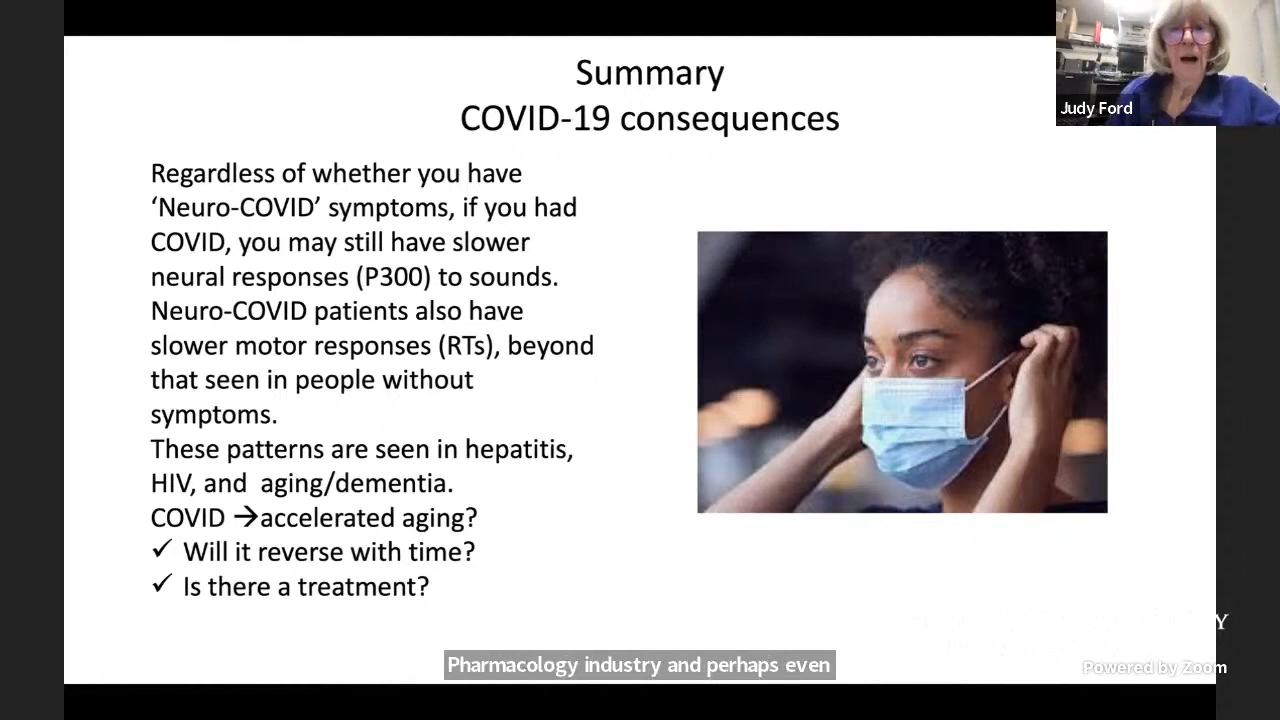 Summary
COVID-19 consequences
Judy Ford
Regardless of whether you have
‘Neuro-COVID’ symptoms, if you had
COVID, you may still have slower
neural responses (P300) to sounds.
Neuro-COVID patients also have
slower motor responses (RTs), beyond
that seen in people without
symptoms.
These patterns are seen in hepatitis,
HIV, and  aging/dementia.
COVID →accelerated aging?
✓ Will it reverse with time?
✓ Is there a treatment?
Y
Pharmacology industry and perhaps even
Powered by Zoom